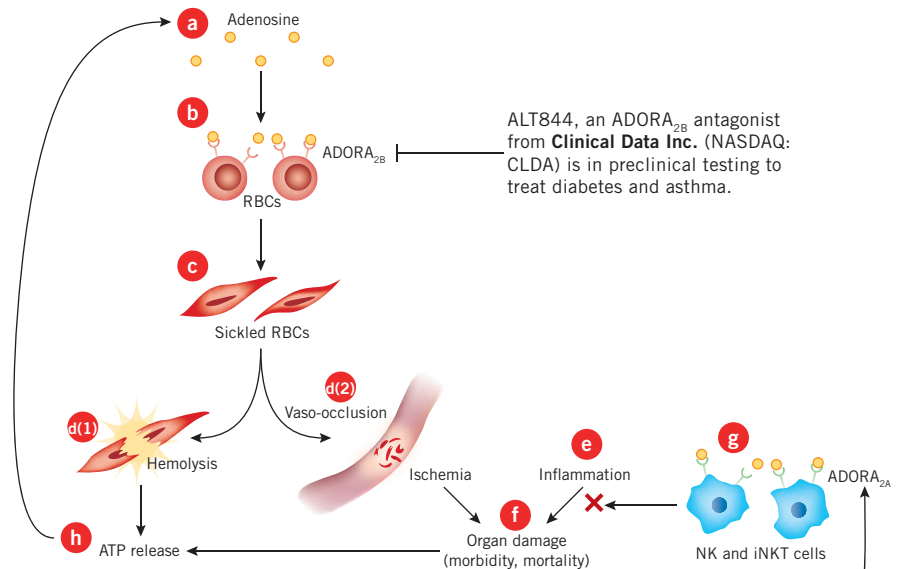 a
Adenosine
b
ADORA2B
RBCs
ALT844, an ADORA2B antagonist
from Clinical Data Inc. (NASDAQ:
CLDA) is in preclinical testing to
treat diabetes and asthma.
c
Sickled RBCs
d(1)
Hemolysis
d(2)
Vaso-occlusion
Ischemia
e
Inflammation
g
ADORA2A
NK and iNKT cells
f
Organ damage
(morbidity, mortality)
h
ATP release